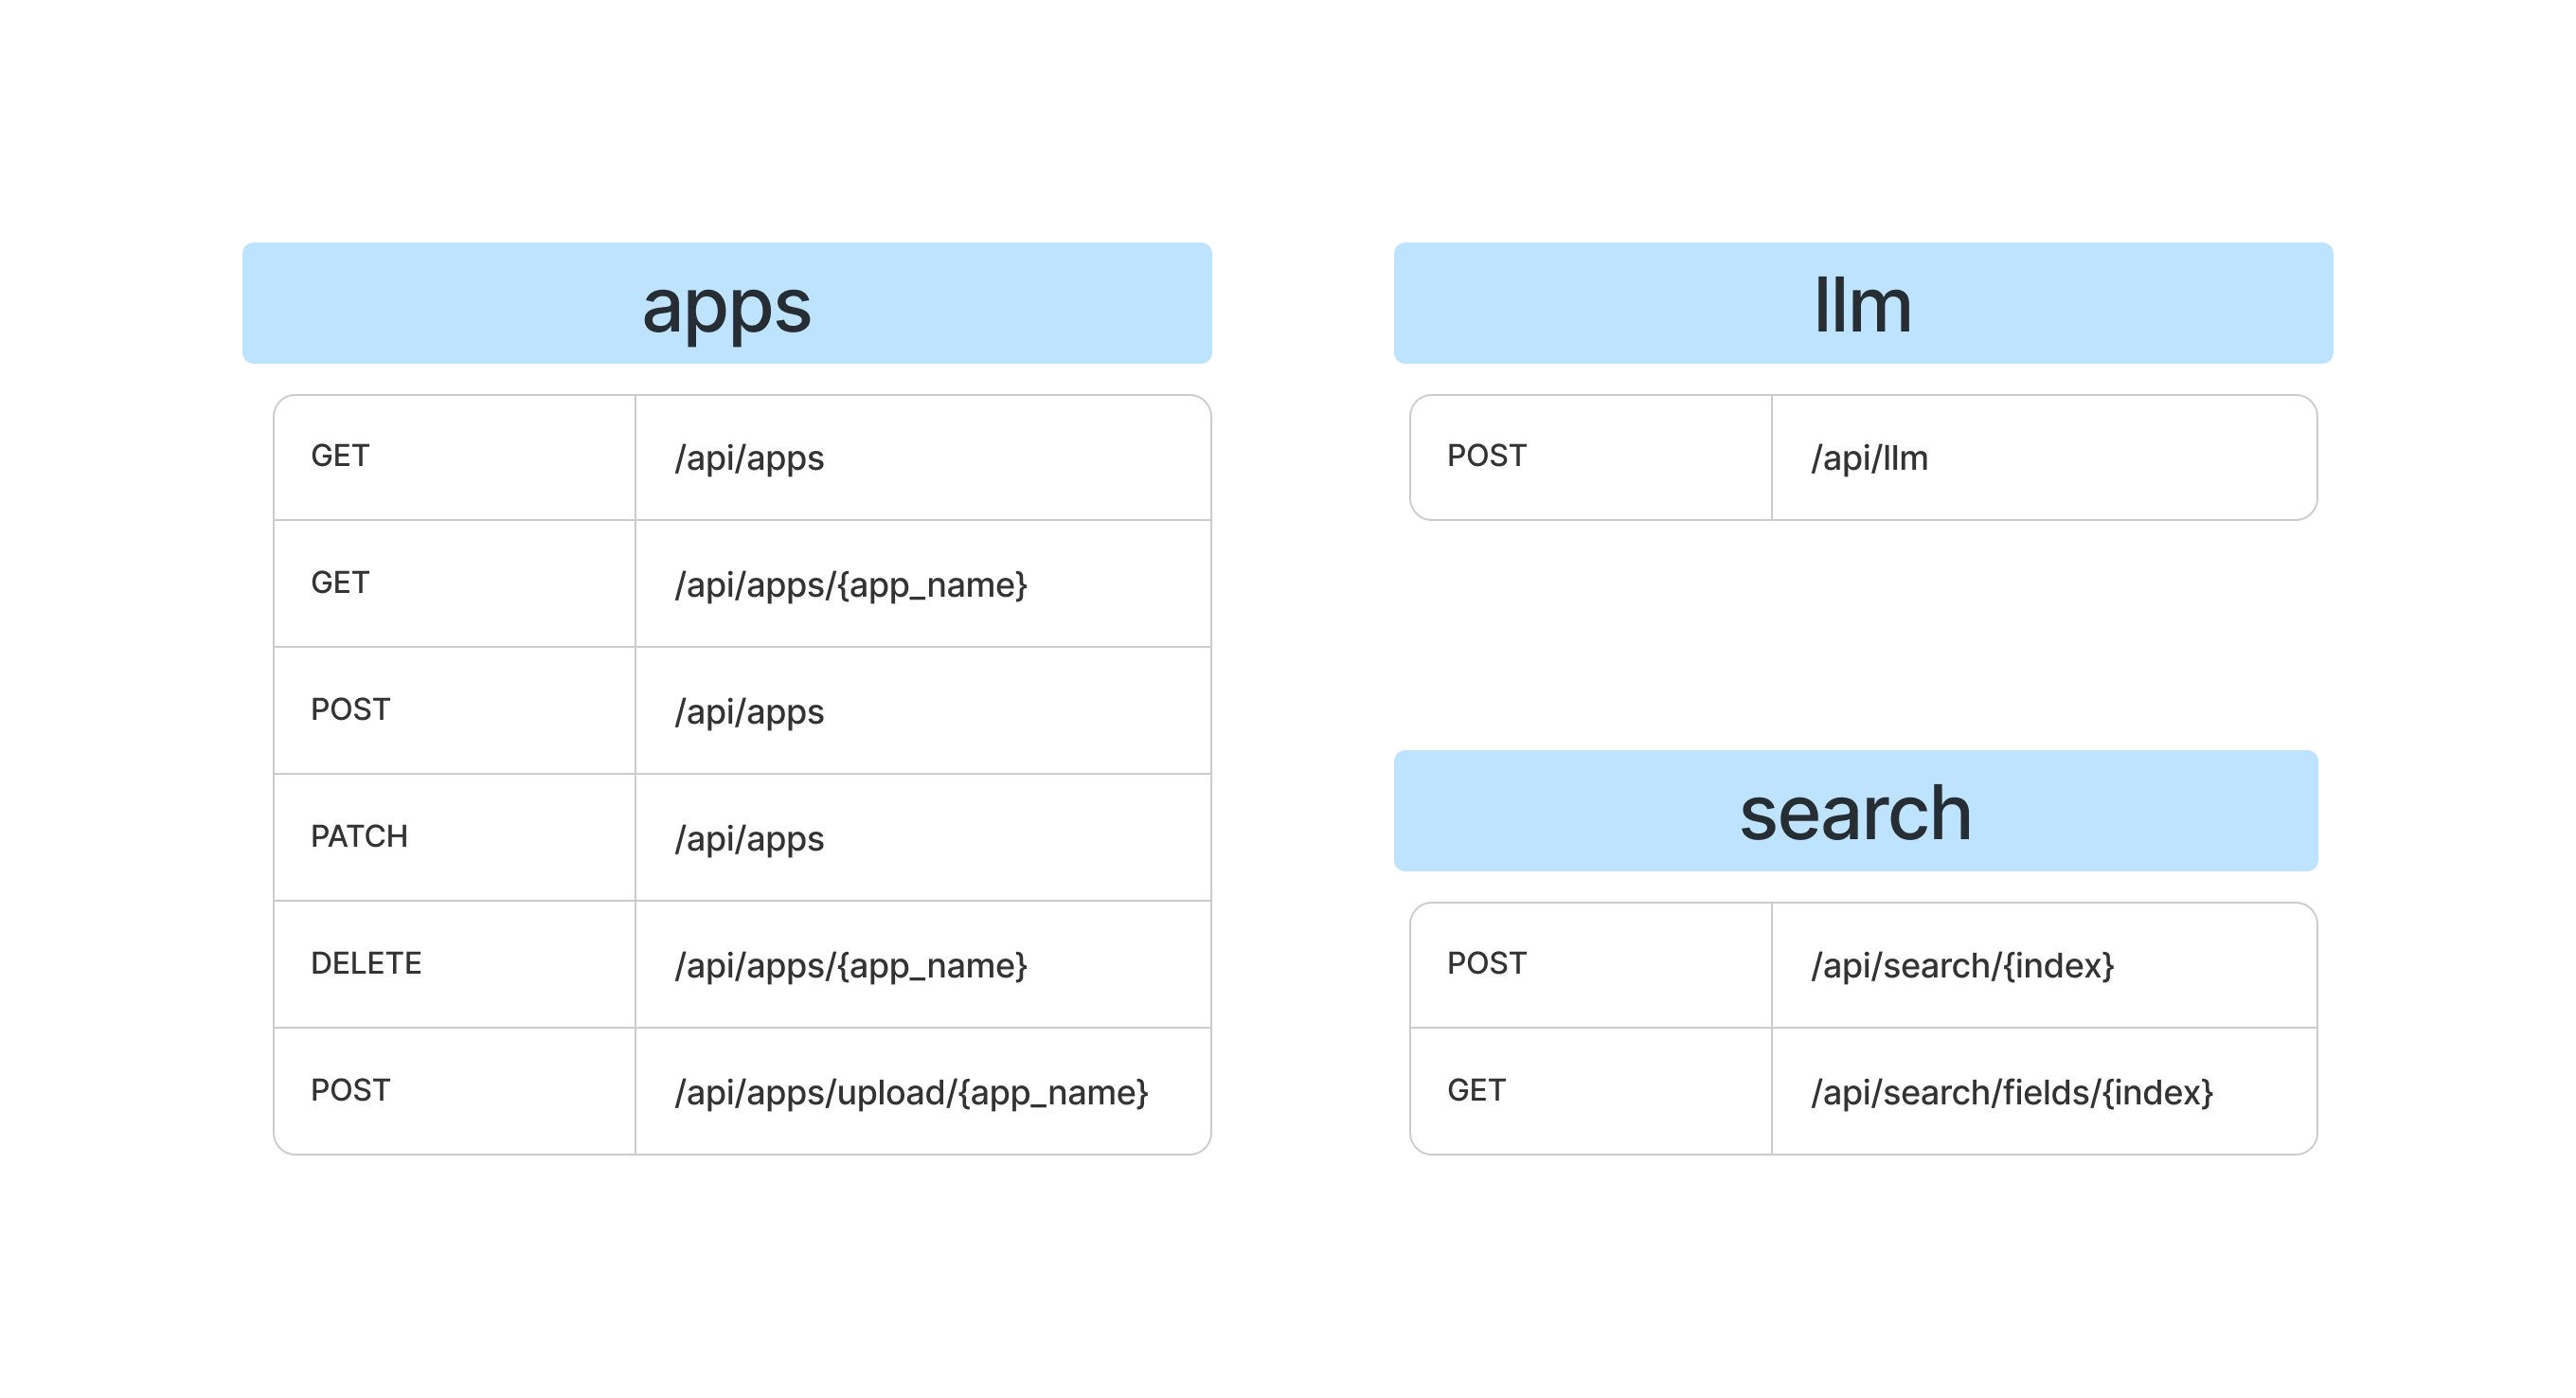 apps
GET /api/apps
GET /api/apps/{app_name}
POST /api/apps
PATCH /api/apps
DELETE /api/apps/{app_name}
POST /api/apps/upload/{app_name}
llm
POST /api/llm
search
POST /api/search/{index}
GET /api/search/fields/{index}